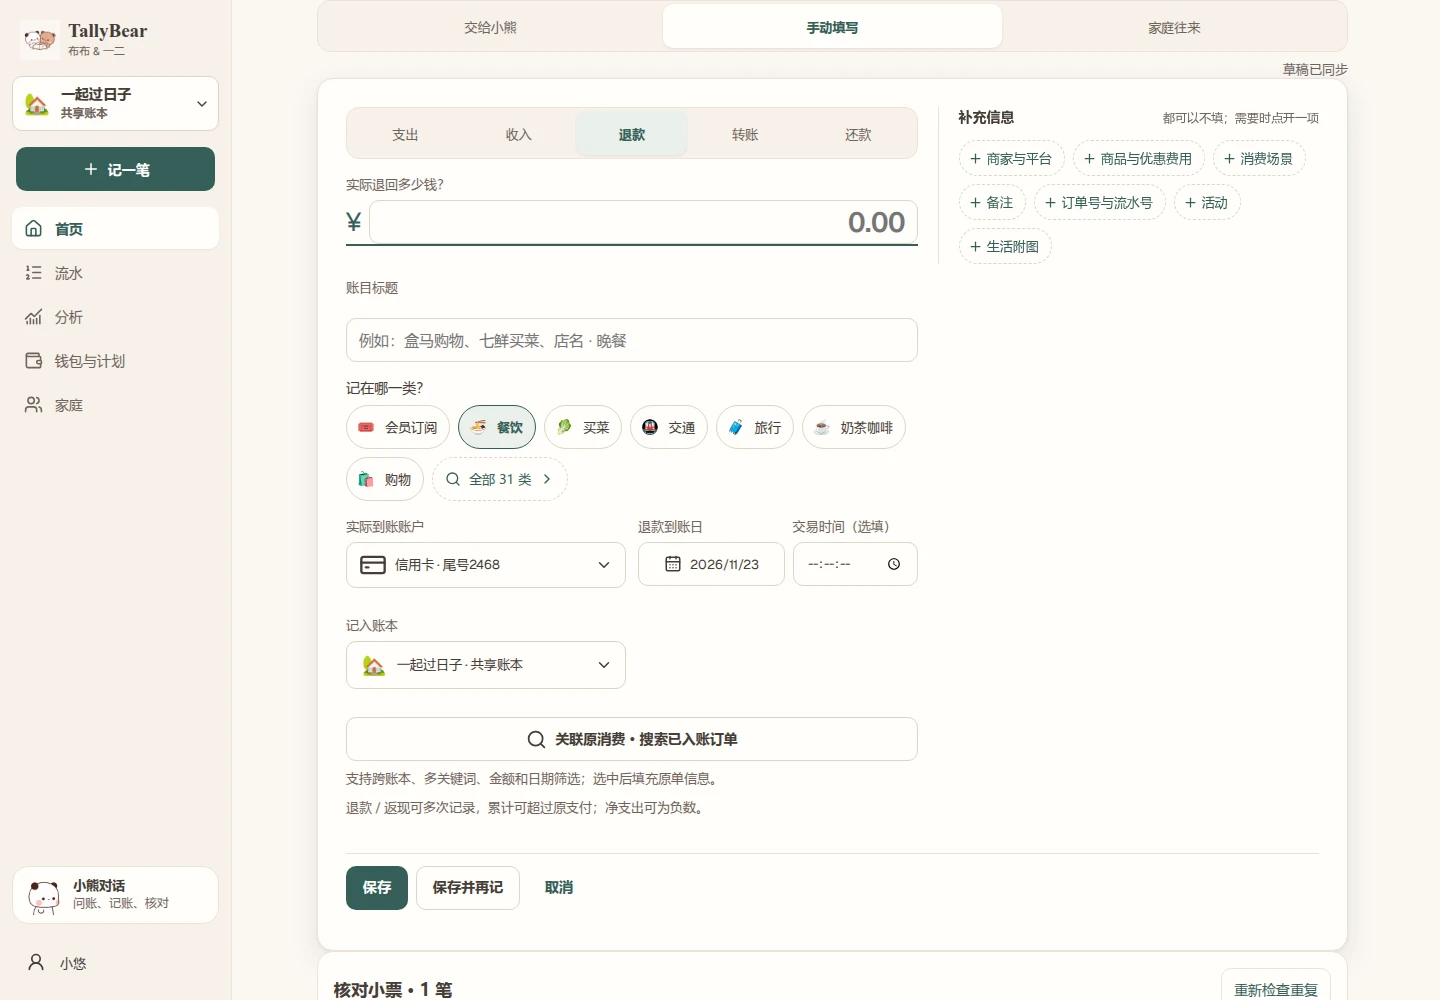 TallyBear
布布 & 一二
一起过日子
共享账本
记一笔
首页
流水
分析
钱包与计划
家庭
小熊对话
问账、记账、核对
小悠
交给小熊
手动填写
家庭往来
草稿已同步
支出
收入
退款
转账
还款
实际退回多少钱?
¥
0.00
账目标题
例如：盒马购物、七鲜买菜、店名 · 晚餐
记在哪一类?
会员订阅
餐饮
买菜
交通
旅行
奶茶咖啡
购物
全部 31 类
实际到账账户
信用卡 · 尾号2468
退款到账日
2026/11/23
交易时间（选填）
--:--:--
记入账本
一起过日子 · 共享账本
关联原消费 • 搜索已入账订单
支持跨账本、多关键词、金额和日期筛选；选中后填充原单信息。
退款 / 返现可多次记录，累计可超过原支付；净支出可为负数。
保存
保存并再记
取消
补充信息
都可以不填；需要时点开一项
商家与平台
商品与优惠费用
消费场景
备注
订单号与流水号
活动
生活附图
核对小票 • 1 笔
重新检查重复